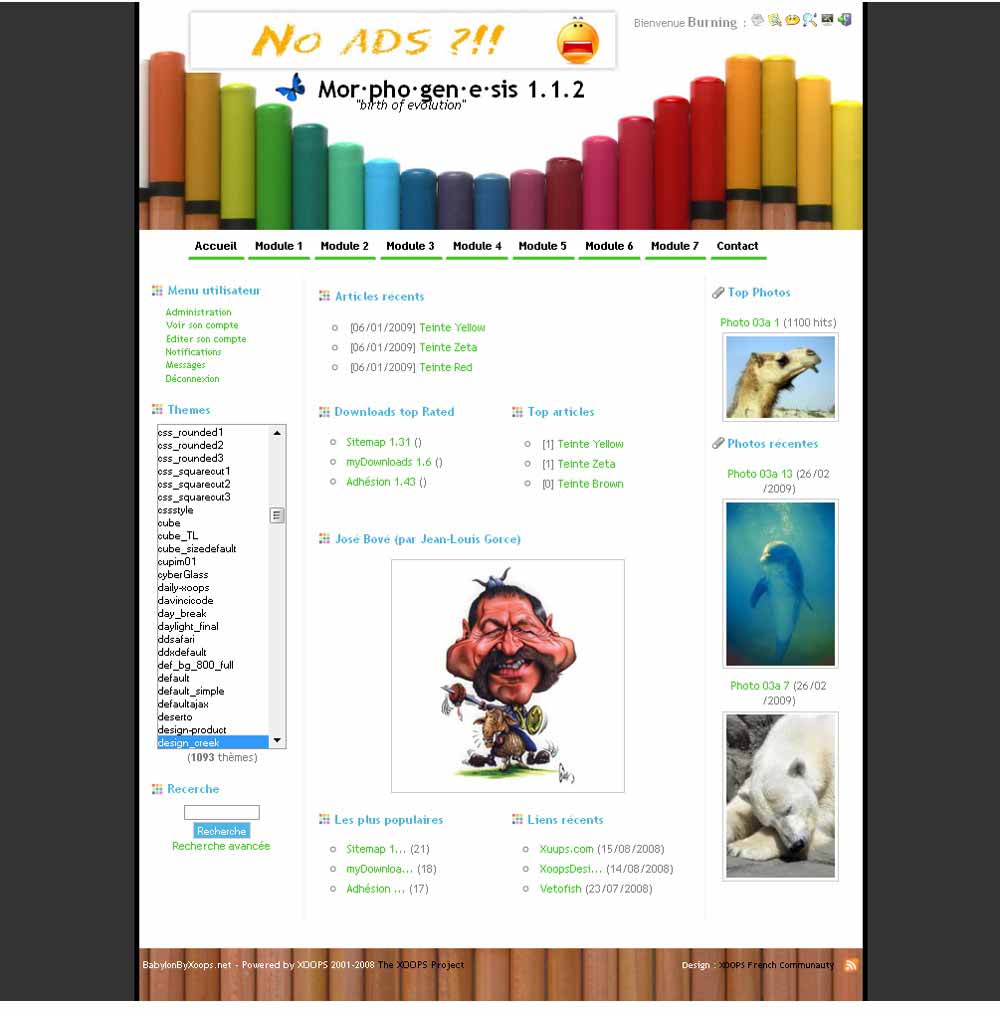 No ADS ?!!
Bienvenue Burning :
Mor·pho·gen·e·sis 1.1.2
"birth of evolution"
Accueil Module 1 Module 2 Module 3 Module 4 Module 5 Module 6 Module 7 Contact
Menu utilisateur
Administration
Voir son compte
Editer son compte
Notifications
Messages
Déconnexion
Themes
css_rounded1
css_rounded2
css_rounded3
css_squarecut1
css_squarecut2
css_squarecut3
cssstyle
cube
cube_TL
cube_sizedefault
cupim01
cyberGlass
daily-xoops
davincicode
day_break
daylight_final
ddsafari
ddxdefault
def_bg_800_full
default
default_simple
defaultajax
deserto
design-product
design_creek
(1093 thèmes)
Recerche
Recherche
Recherche avancée
Articles récents
[06/01/2009] Teinte Yellow
[06/01/2009] Teinte Zeta
[06/01/2009] Teinte Red
Downloads top Rated
Sitemap 1.31 ()
myDownloads 1.6 ()
Adhésion 1.43 ()
Top articles
[1] Teinte Yellow
[1] Teinte Zeta
[0] Teinte Brown
José Bové (par Jean-Louis Gorce)
Les plus populaires
Sitemap 1... (21)
myDownloa... (18)
Adhésion ... (17)
Liens récents
Xuups.com (15/08/2008)
XoopsDesi... (14/08/2008)
Vetofish (23/07/2008)
Top Photos
Photo 03a 1 (1100 hits)
Photos récentes
Photo 03a 13 (26/02
/2009)
Photo 03a 7 (26/02
/2009)
BabylonByXoops.net - Powered by XOOPS 2001-2008 The XOOPS Project
Design : XOOPS French Communauty